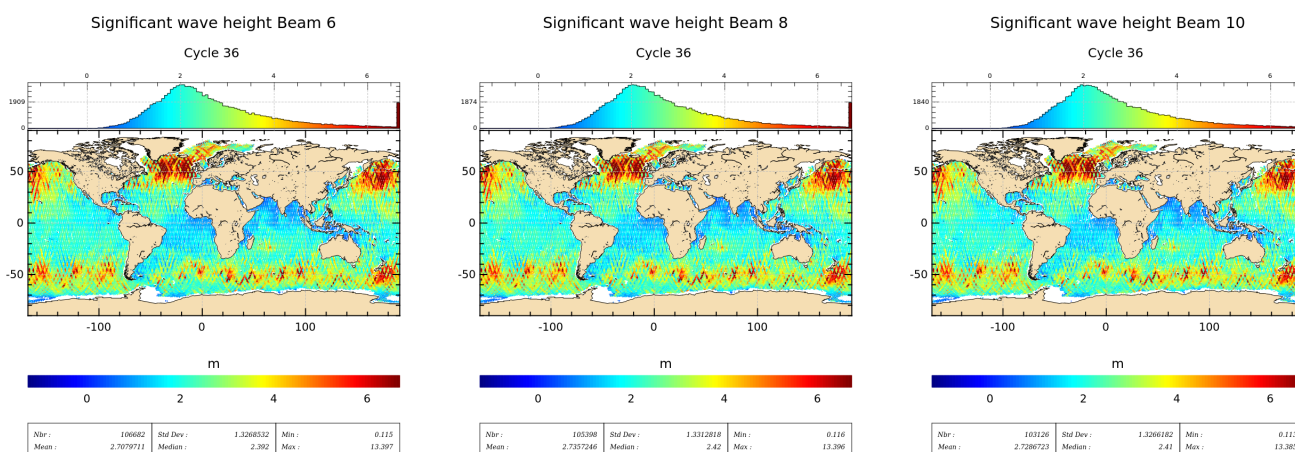 Significant wave height Beam 6
Cycle 36
0 2 4 6
1909
0
50
0
-50
-100 0 100
m
0 2 4 6
Nbr : 106682 Std Dev : 1.3268532 Min : 0.115
Mean : 2.7079711 Median : 2.392 Max : 13.397
Significant wave height Beam 8
Cycle 36
0 2 4 6
1874
0
50
0
-50
-100 0 100
m
0 2 4 6
Nbr : 105398 Std Dev : 1.3312818 Min : 0.116
Mean : 2.7357246 Median : 2.42 Max : 13.396
Significant wave height Beam 10
Cycle 36
0 2 4 6
1840
0
50
0
-50
-100 0 100
m
0 2 4 6
Nbr : 103126 Std Dev : 1.3266182 Min :
Mean : 2.7286723 Median : 2.41 Max :